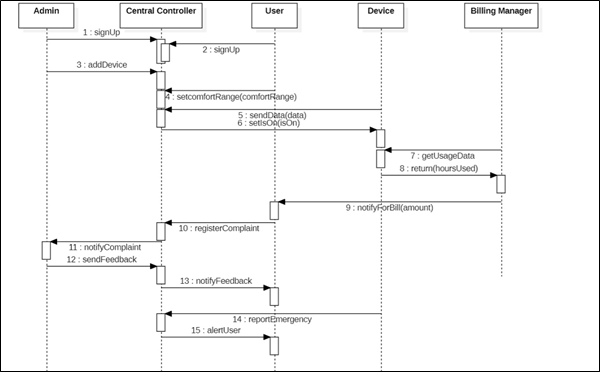 Admin
Central Controller
User
Device
Billing Manager
1 : signUp
2 : signUp
3 : addDevice
4 : setcomfortRange(comfortRange)
5 : sendData(data)
6 : setIsOn(isOn)
7 : getUsageData
8 : return(hoursUsed)
9 : notifyForBill(amount)
10 : registerComplaint
11 : notifyComplaint
12 : sendFeedback
13 : notifyFeedback
14 : reportEmergency
15 : alertUser